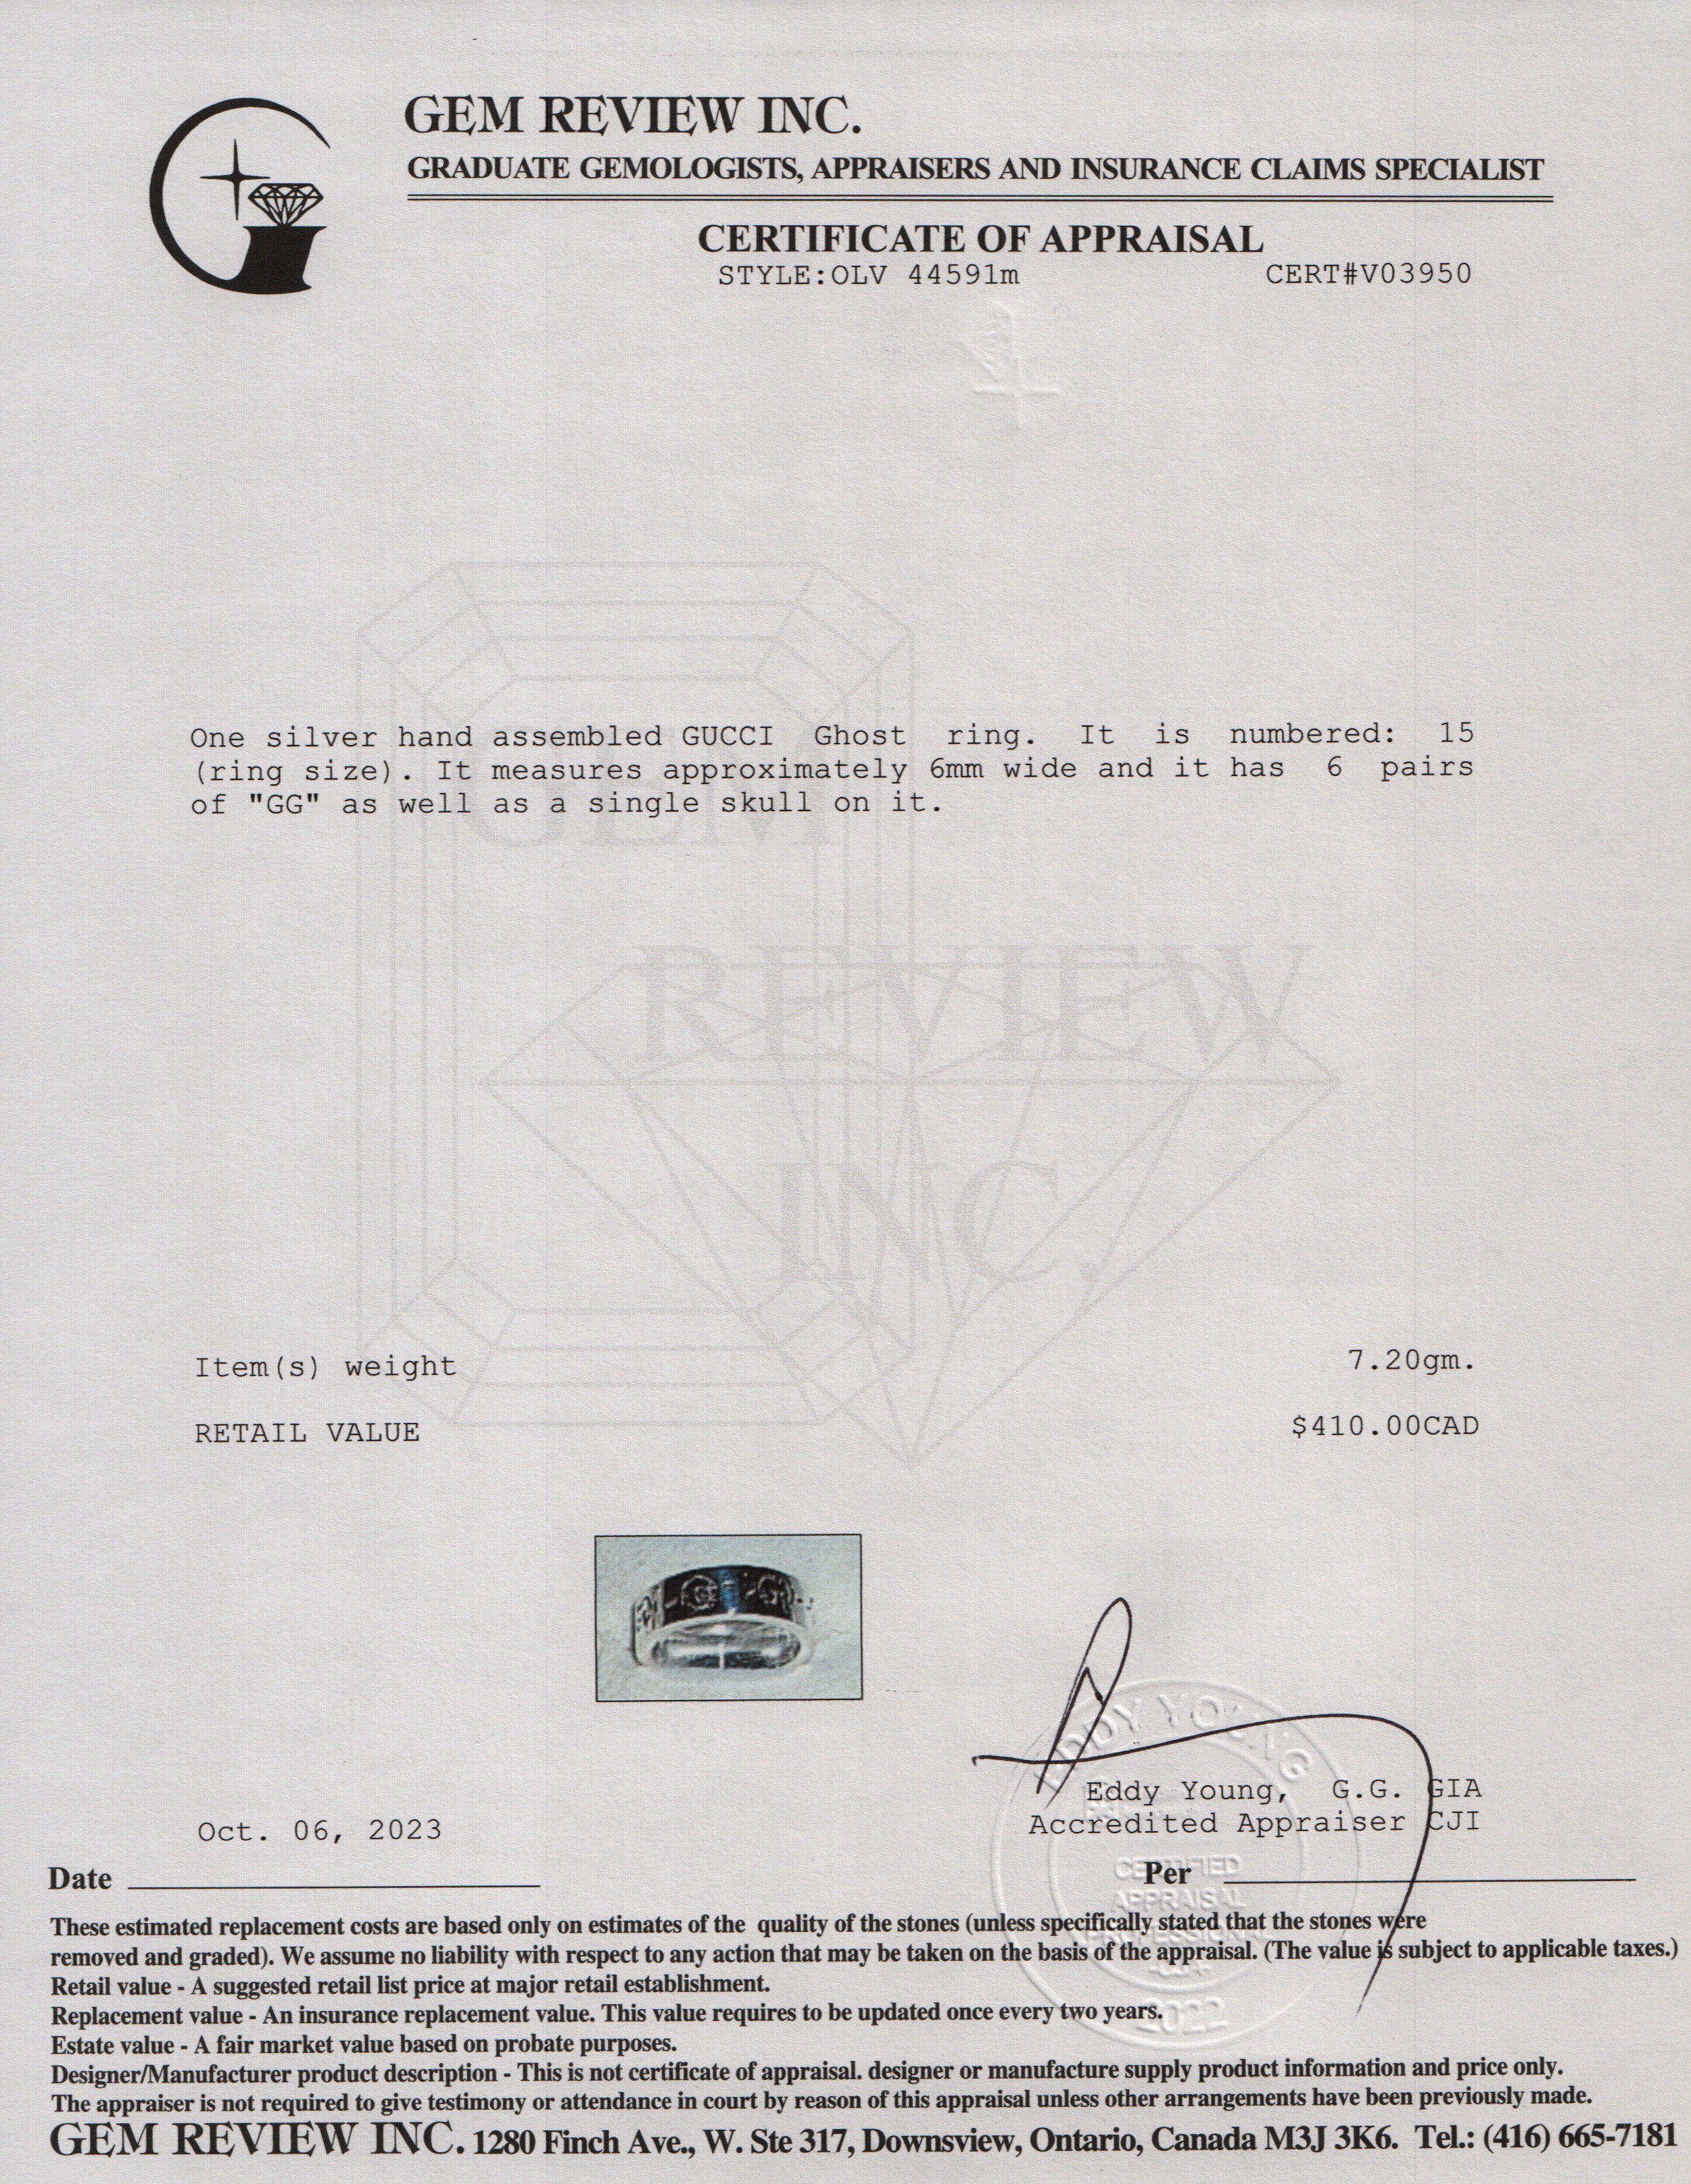 GEM REVIEW INC.
GRADUATE GEMOLOGISTS, APPRAISERS AND INSURANCE CLAIMS SPECIALIST
CERTIFICATE OF APPRAISAL
STYLE:OLV 44591m CERT#V03950
One silver hand assembled GUCCI Ghost ring. It is numbered: 15
(ring size). It measures approximately 6mm wide and it has 6 pairs
of "GG" as well as a single skull on it.
GEM
REVIEW
INC.
Item(s) weight 7.20gm.
RETAIL VALUE $410.00CAD
EDDY YOUNG
Eddy Young, G.G. GIA
Accredited Appraiser CJI
Oct. 06, 2023
Date
Per
CERTIFIED
APPRAISAL
PROFESSIONAL
2022
These estimated replacement costs are based only on estimates of the quality of the stones (unless specifically stated that the stones were
removed and graded). We assume no liability with respect to any action that may be taken on the basis of the appraisal. (The value is subject to applicable taxes.)
Retail value - A suggested retail list price at major retail establishment.
Replacement value - An insurance replacement value. This value requires to be updated once every two years.
Estate value - A fair market value based on probate purposes.
Designer/Manufacturer product description - This is not certificate of appraisal. designer or manufacture supply product information and price only.
The appraiser is not required to give testimony or attendance in court by reason of this appraisal unless other arrangements have been previously made.
GEM REVIEW INC. 1280 Finch Ave., W. Ste 317, Downsview, Ontario, Canada M3J 3K6. Tel.: (416) 665-7181